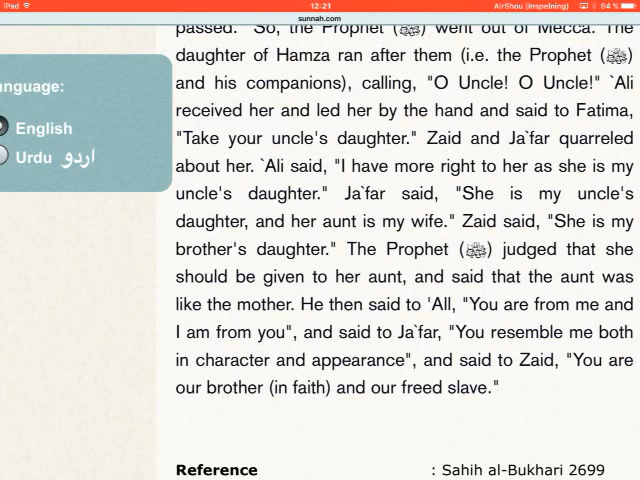 iPad 12:21 AirShou (Inspelning) 94 %
sunnah.com
passed." So, the Prophet (ﷺ) went out of Mecca. The
daughter of Hamza ran after them (i.e. the Prophet (ﷺ)
and his companions), calling, "O Uncle! O Uncle!" `Ali
received her and led her by the hand and said to Fatima,
"Take your uncle's daughter." Zaid and Ja`far quarreled
about her. `Ali said, "I have more right to her as she is my
uncle's daughter." Ja`far said, "She is my uncle's
daughter, and her aunt is my wife." Zaid said, "She is my
brother's daughter." The Prophet (ﷺ) judged that she
should be given to her aunt, and said that the aunt was
like the mother. He then said to 'All, "You are from me and
I am from you", and said to Ja`far, "You resemble me both
in character and appearance", and said to Zaid, "You are
our brother (in faith) and our freed slave."
Reference : Sahih al-Bukhari 2699
anguage:
English
Urdu اردو